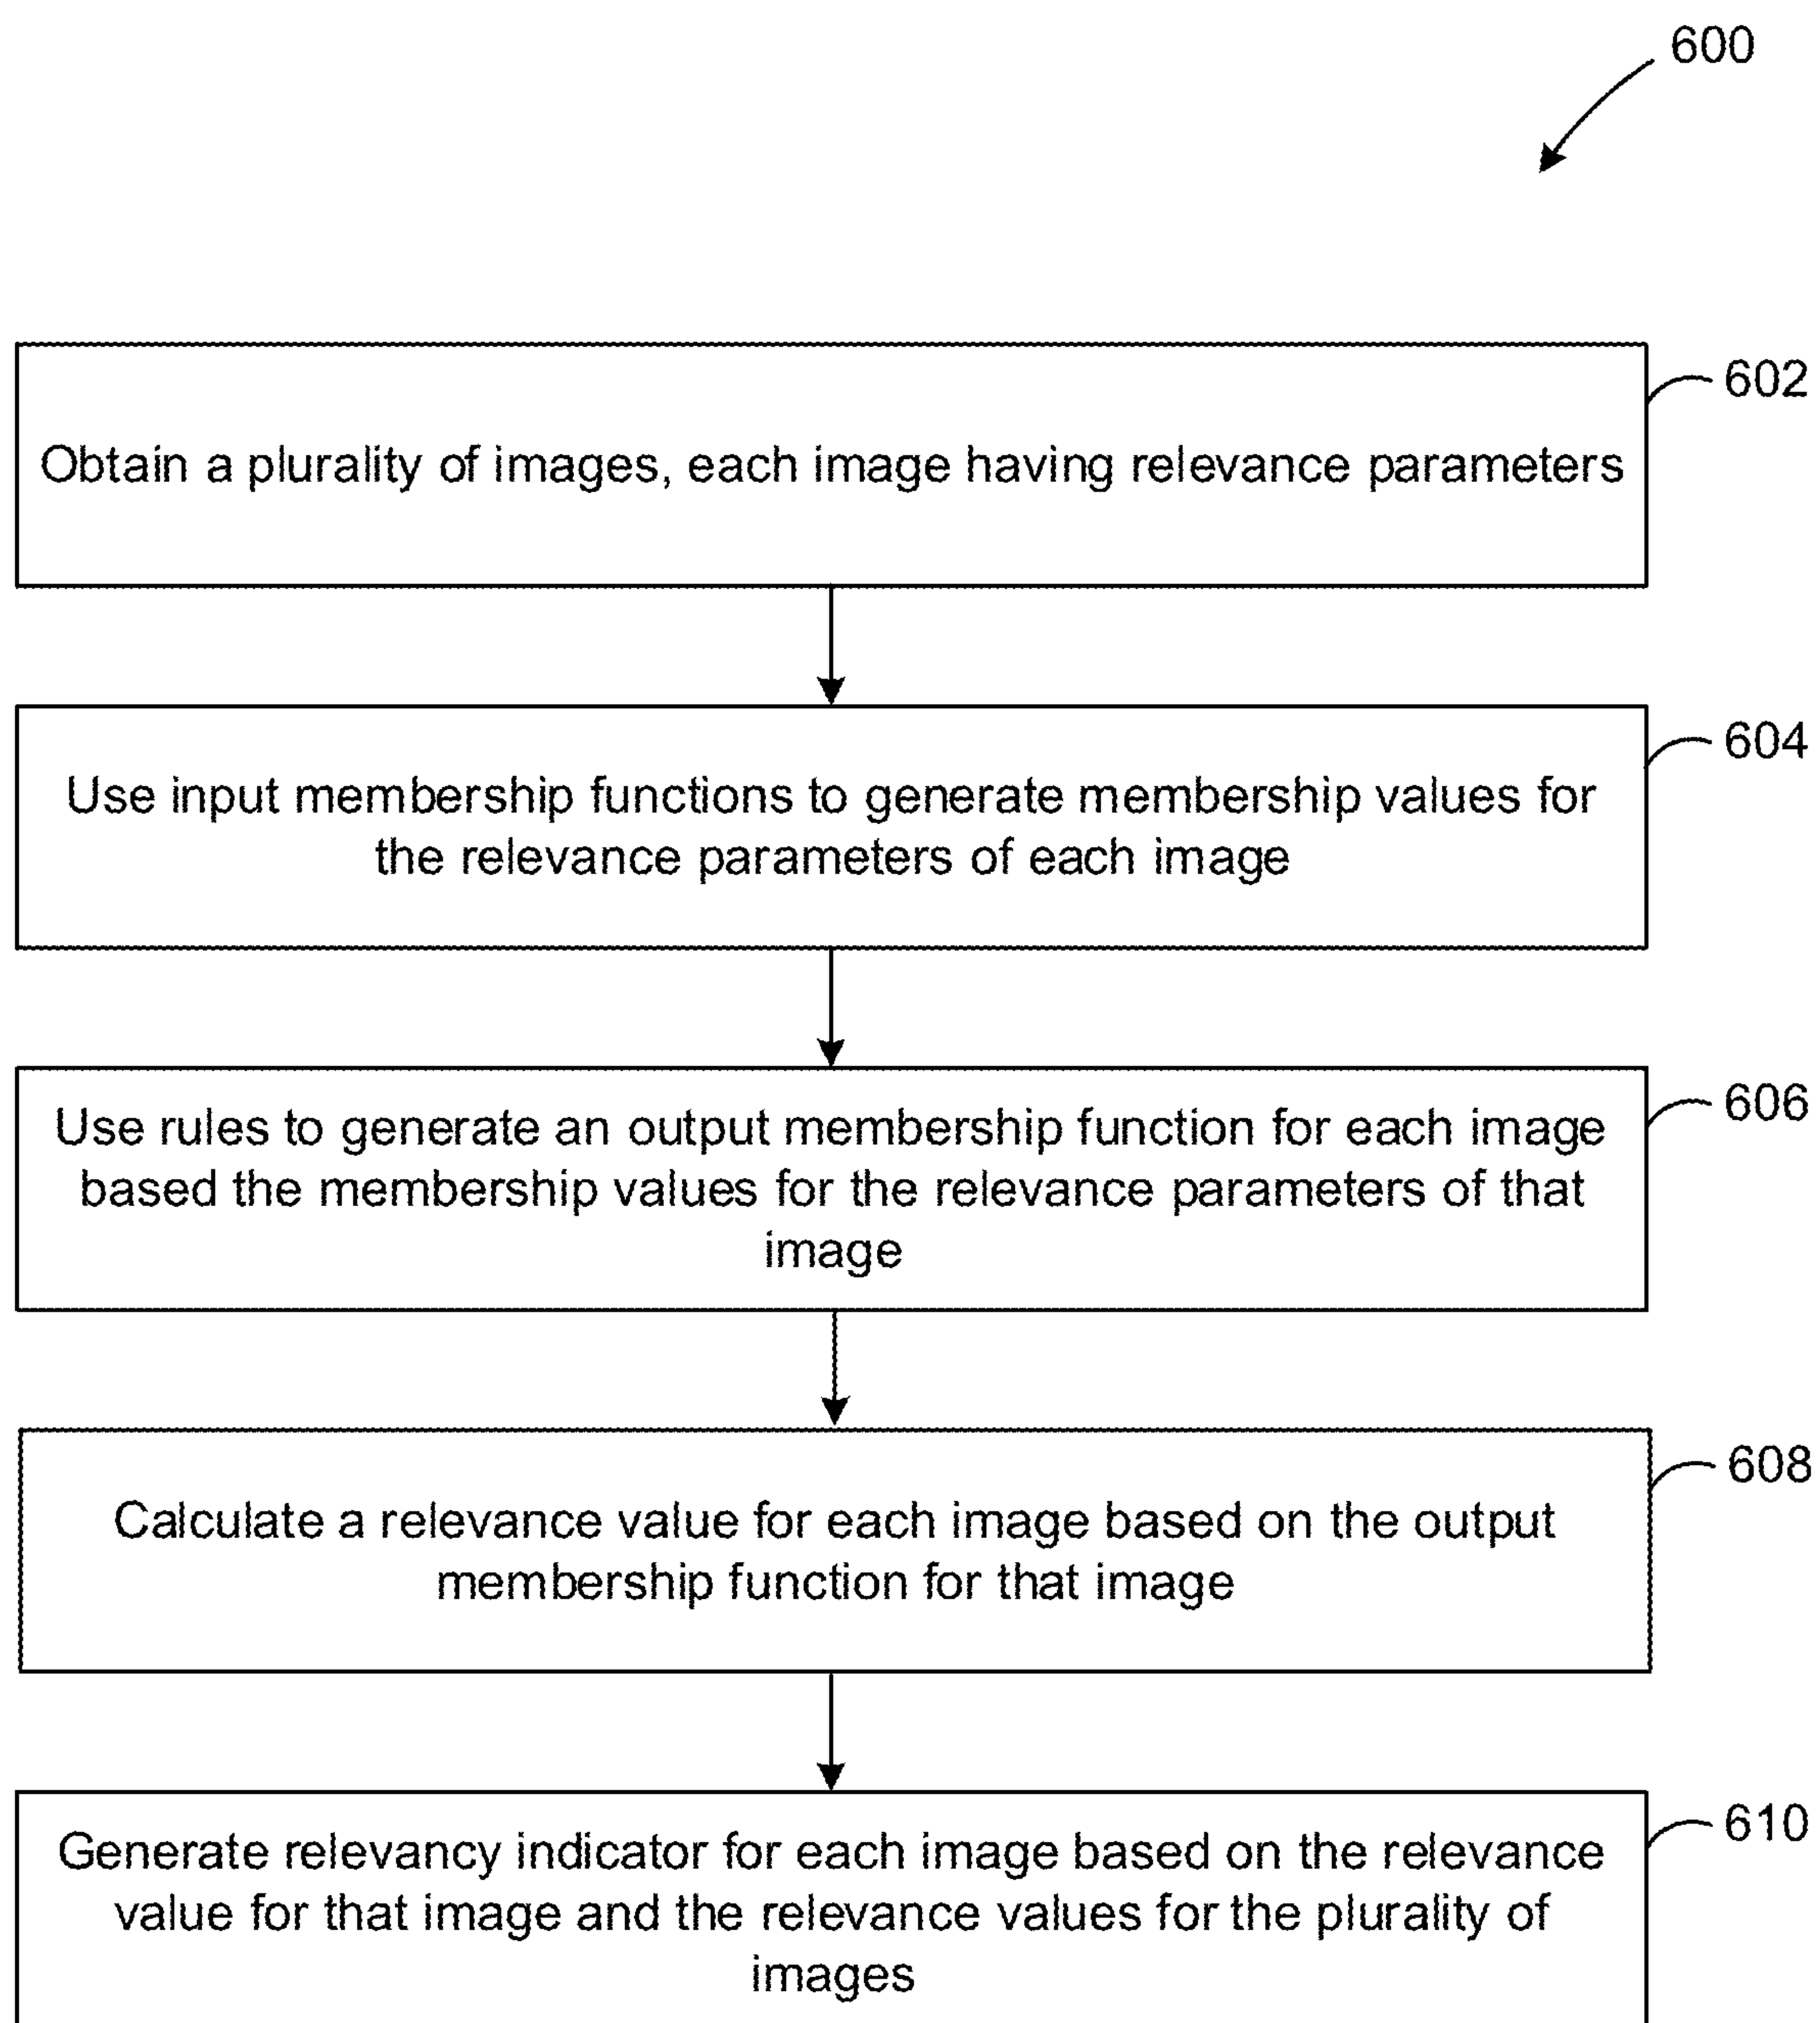 600
602
Obtain a plurality of images, each image having relevance parameters
604
Use input membership functions to generate membership values for
the relevance parameters of each image
606
Use rules to generate an output membership function for each image
based the membership values for the relevance parameters of that
image
608
Calculate a relevance value for each image based on the output
membership function for that image
610
Generate relevancy indicator for each image based on the relevance
value for that image and the relevance values for the plurality of
images